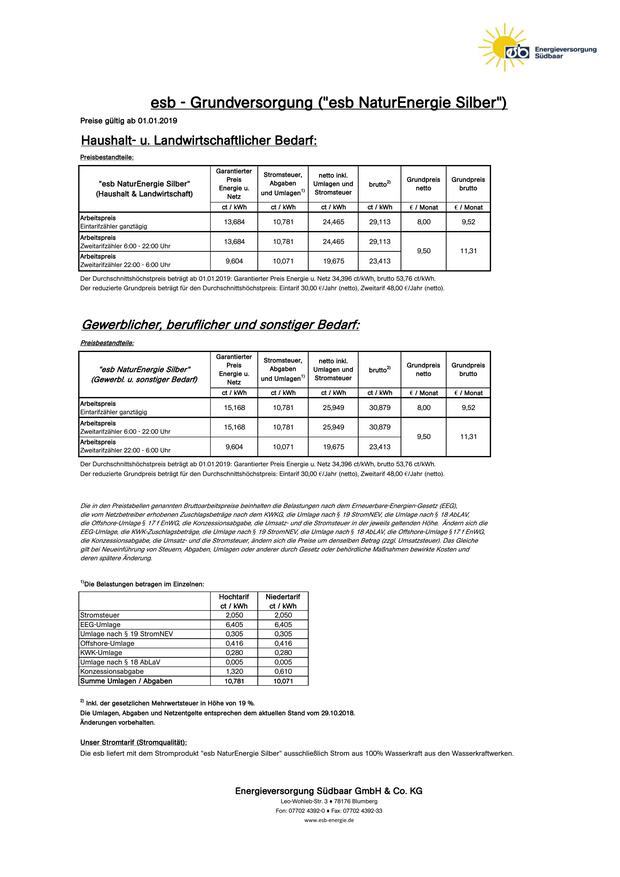 esb Energieversorgung
Südbaar
esb - Grundversorgung ("esb NaturEnergie Silber")
Preise gültig ab 01.01.2019
Haushalt- u. Landwirtschaftlicher Bedarf:
Preisbestandteile:
"esb NaturEnergie Silber" (Haushalt & Landwirtschaft) Garantierter Preis Energie u. Netz Stromsteuer, Abgaben und Umlagen1) netto inkl. Umlagen und Stromsteuer brutto2) Grundpreis netto Grundpreis brutto
ct / kWh ct / kWh ct / kWh ct / kWh € / Monat € / Monat
Arbeitspreis
Eintarifzähler ganztägig 13,684 10,781 24,465 29,113 8,00 9,52
Arbeitspreis
Zweitarifzähler 6:00 - 22:00 Uhr 13,684 10,781 24,465 29,113 9,50 11,31
Arbeitspreis
Zweitarifzähler 22:00 - 6:00 Uhr 9,604 10,071 19,675 23,413
Der Durchschnittshöchstpreis beträgt ab 01.01.2019: Garantierter Preis Energie u. Netz 34,396 ct/kWh, brutto 53,76 ct/kWh.
Der reduzierte Grundpreis beträgt für den Durchschnittshöchstpreis: Eintarif 30,00 €/Jahr (netto), Zweitarif 48,00 €/Jahr (netto).
Gewerblicher, beruflicher und sonstiger Bedarf:
Preisbestandteile:
"esb NaturEnergie Silber" (Gewerbl. u. sonstiger Bedarf) Garantierter Preis Energie u. Netz Stromsteuer, Abgaben und Umlagen1) netto inkl. Umlagen und Stromsteuer brutto2) Grundpreis netto Grundpreis brutto
ct / kWh ct / kWh ct / kWh ct / kWh € / Monat € / Monat
Arbeitspreis
Eintarifzähler ganztägig 15,168 10,781 25,949 30,879 8,00 9,52
Arbeitspreis
Zweitarifzähler 6:00 - 22:00 Uhr 15,168 10,781 25,949 30,879 9,50 11,31
Arbeitspreis
Zweitarifzähler 22:00 - 6:00 Uhr 9,604 10,071 19,675 23,413
Der Durchschnittshöchstpreis beträgt ab 01.01.2019: Garantierter Preis Energie u. Netz 34,396 ct/kWh, brutto 53,76 ct/kWh.
Der reduzierte Grundpreis beträgt für den Durchschnittshöchstpreis: Eintarif 30,00 €/Jahr (netto), Zweitarif 48,00 €/Jahr (netto).
Die in den Preistabellen genannten Bruttoarbeitspreise beinhalten die Belastungen nach dem Erneuerbare-Energien-Gesetz (EEG),
die vom Netzbetreiber erhobenen Zuschlagsbeträge nach dem KWKG, die Umlage nach § 19 StromNEV, die Umlage nach § 18 AbLAV,
die Offshore-Umlage § 17 f EnWG, die Konzessionsabgabe, die Umsatz- und die Stromsteuer in der jeweils geltenden Höhe. Ändern sich die
EEG-Umlage, die KWK-Zuschlagsbeträge, die Umlage nach § 19 StromNEV, die Umlage nach § 18 AbLAV, die Offshore-Umlage §17 f EnWG,
die Konzessionsabgabe, die Umsatz- und die Stromsteuer, ändern sich die Preise um denselben Betrag (zzgl. Umsatzsteuer). Das Gleiche
gilt bei Neueinführung von Steuern, Abgaben, Umlagen oder anderer durch Gesetz oder behördliche Maßnahmen bewirkte Kosten und
deren spätere Änderung.
1)Die Belastungen betragen im Einzelnen:
Hochtarif Niedertarif
ct / kWh ct / kWh
Stromsteuer 2,050 2,050
EEG-Umlage 6,405 6,405
Umlage nach § 19 StromNEV 0,305 0,305
Offshore-Umlage 0,416 0,416
KWK-Umlage 0,280 0,280
Umlage nach § 18 AbLaV 0,005 0,005
Konzessionsabgabe 1,320 0,610
Summe Umlagen / Abgaben 10,781 10,071
2) Inkl. der gesetzlichen Mehrwertsteuer in Höhe von 19 %.
Die Umlagen, Abgaben und Netzentgelte entsprechen dem aktuellen Stand vom 29.10.2018.
Änderungen vorbehalten.
Unser Stromtarif (Stromqualität):
Die esb liefert mit dem Stromprodukt "esb NaturEnergie Silber" ausschließlich Strom aus 100% Wasserkraft aus den Wasserkraftwerken.
Energieversorgung Südbaar GmbH & Co. KG
Leo-Wohleb-Str. 3 ♦ 78176 Blumberg
Fon: 07702 4392-0 ♦ Fax: 07702 4392-33
www.esb-energie.de